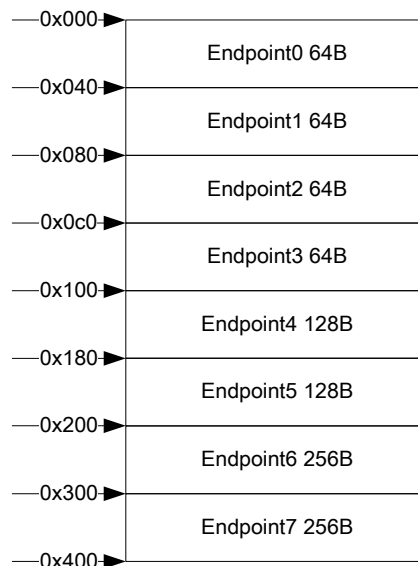 0x000
Endpoint0 64B
0x040
Endpoint1 64B
0x080
Endpoint2 64B
0x0c0
Endpoint3 64B
0x100
Endpoint4 128B
0x180
Endpoint5 128B
0x200
Endpoint6 256B
0x300
Endpoint7 256B
0x400